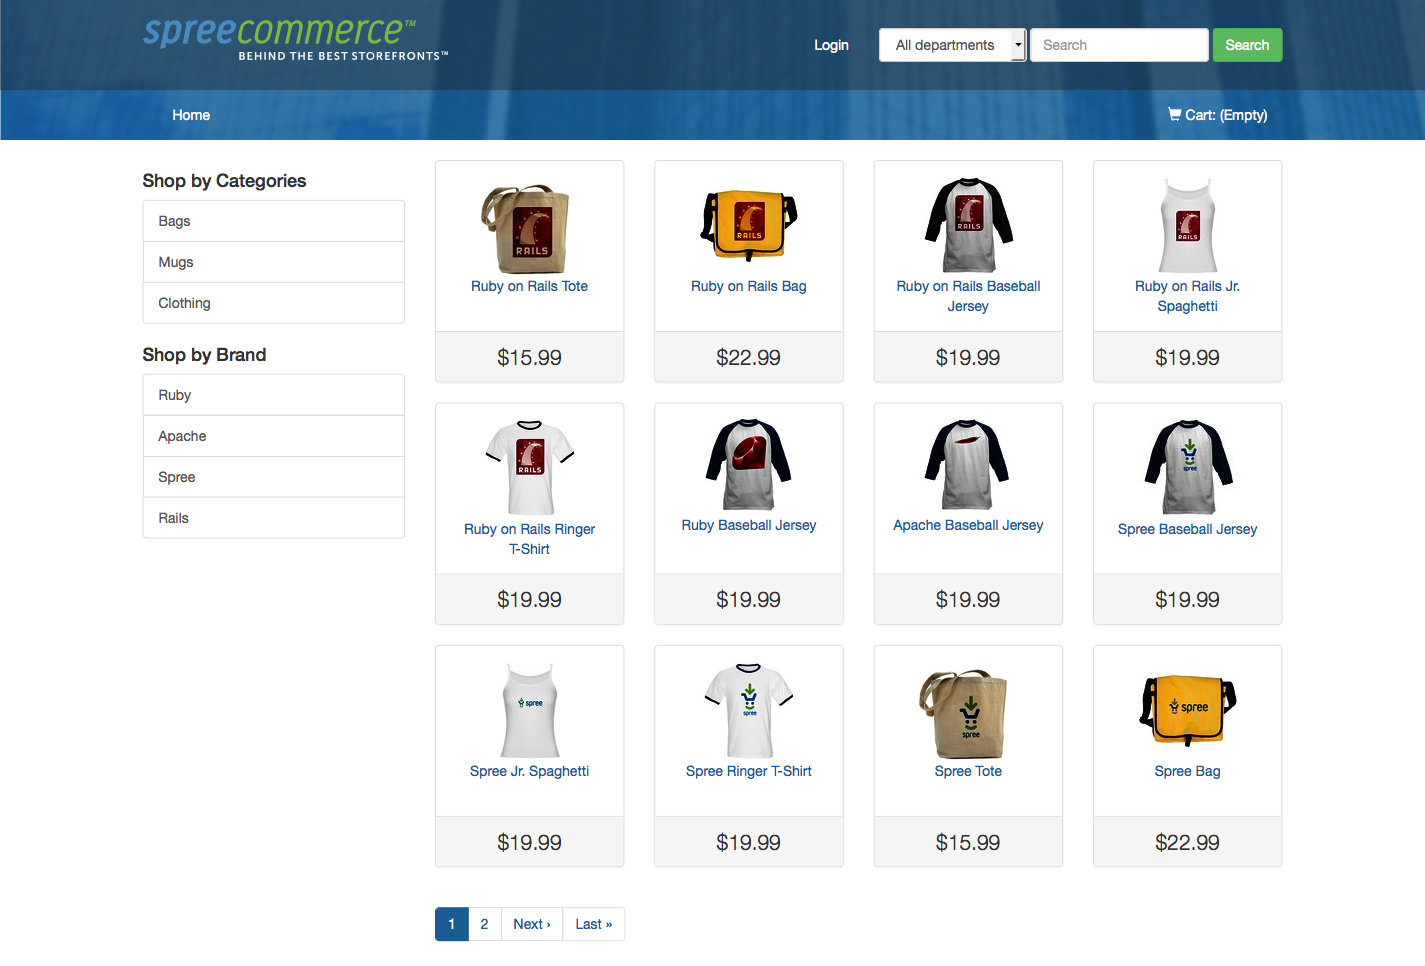 spreecommerce™
BEHIND THE BEST STOREFRONTS™
Login
All departments
Search
Search
Home
Cart: (Empty)
Shop by Categories
Bags
Mugs
Clothing
Shop by Brand
Ruby
Apache
Spree
Rails
RAILS
Ruby on Rails Tote
$15.99
RAILS
Ruby on Rails Bag
$22.99
RAILS
Ruby on Rails Baseball
Jersey
$19.99
RAILS
Ruby on Rails Jr.
Spaghetti
$19.99
RAILS
Ruby on Rails Ringer
T-Shirt
$19.99
Ruby Baseball Jersey
$19.99
Apache Baseball Jersey
$19.99
spree
Spree Baseball Jersey
$19.99
spree
Spree Jr. Spaghetti
$19.99
spree
Spree Ringer T-Shirt
$19.99
spree
Spree Tote
$15.99
spree
Spree Bag
$22.99
1 2 Next › Last »